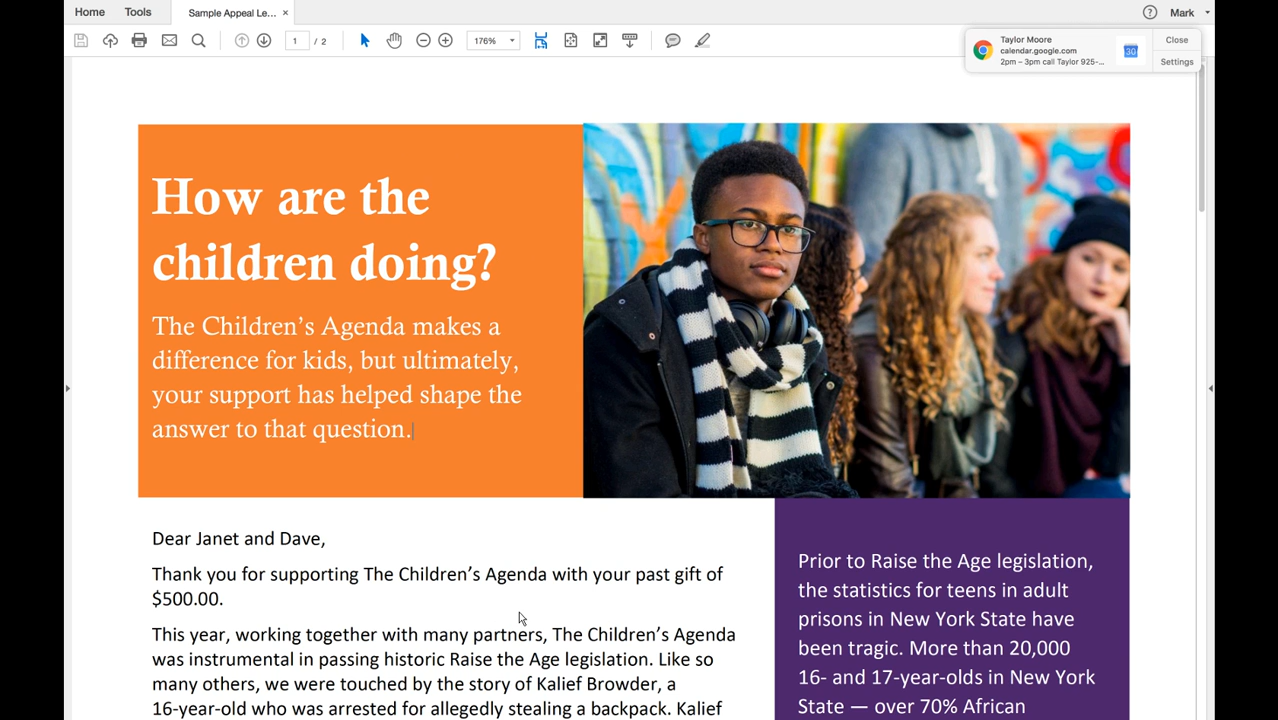 Home Tools Sample Appeal Le... × Mark
1 / 2 176%
Taylor Moore
calendar.google.com
2pm – 3pm call Taylor 925-...
30
Close
Settings
How are the
children doing?
The Children's Agenda makes a
difference for kids, but ultimately,
your support has helped shape the
answer to that question.
Dear Janet and Dave,
Thank you for supporting The Children's Agenda with your past gift of
$500.00.
This year, working together with many partners, The Children's Agenda
was instrumental in passing historic Raise the Age legislation. Like so
many others, we were touched by the story of Kalief Browder, a
16-year-old who was arrested for allegedly stealing a backpack. Kalief
Prior to Raise the Age legislation,
the statistics for teens in adult
prisons in New York State have
been tragic. More than 20,000
16- and 17-year-olds in New York
State — over 70% African